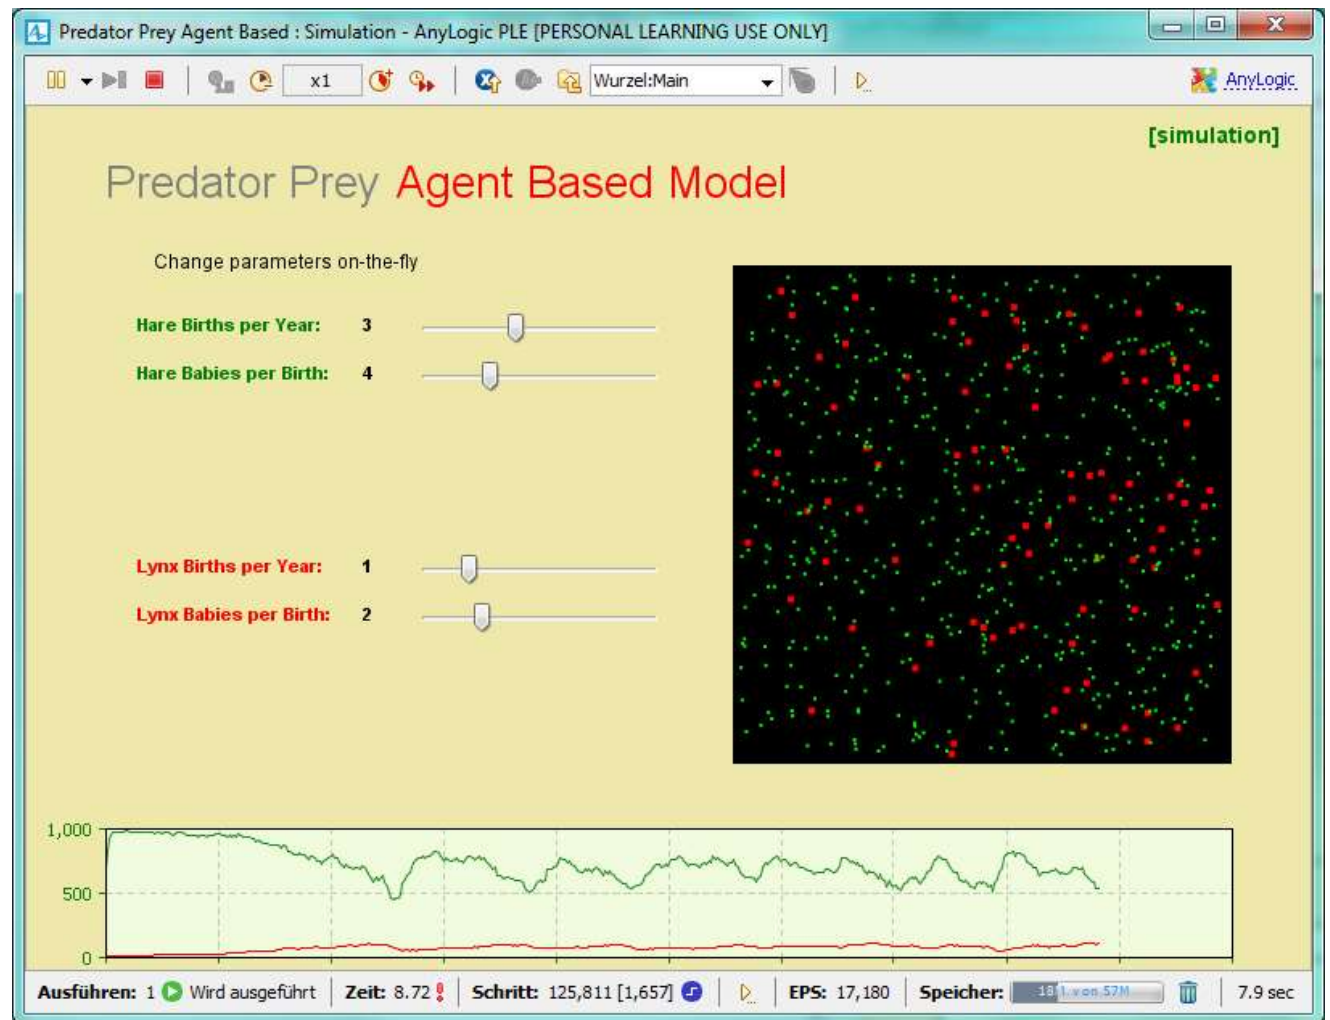 Predator Prey Agent Based : Simulation - AnyLogic PLE [PERSONAL LEARNING USE ONLY]
x1 Wurzel:Main AnyLogic
[simulation]
Predator Prey Agent Based Model
Change parameters on-the-fly
Hare Births per Year: 3
Hare Babies per Birth: 4
Lynx Births per Year: 1
Lynx Babies per Birth: 2
1,000
500
0
Ausführen: 1 Wird ausgeführt Zeit: 8.72 Schritt: 125,811 [1,657] EPS: 17,180 Speicher: von 57M 7.9 sec